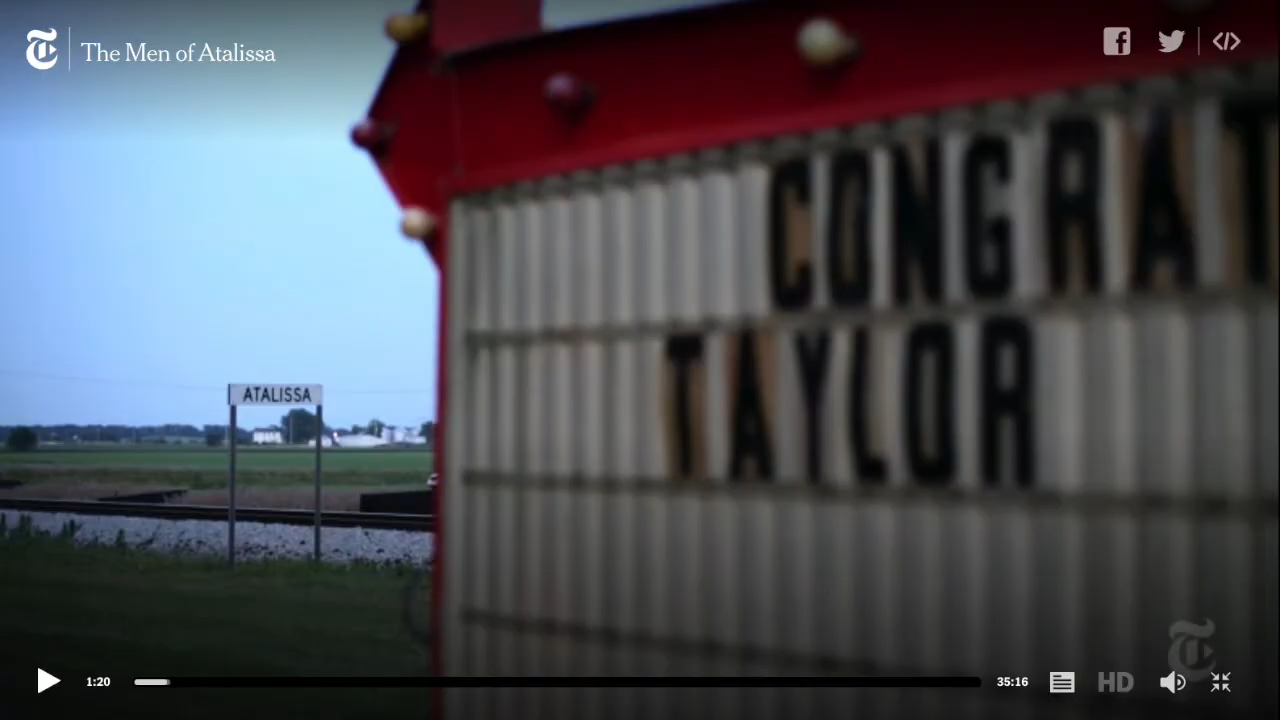 The Men of Atalissa
CONGRAT
TAYLOR
ATALISSA
1:20
35:16
HD